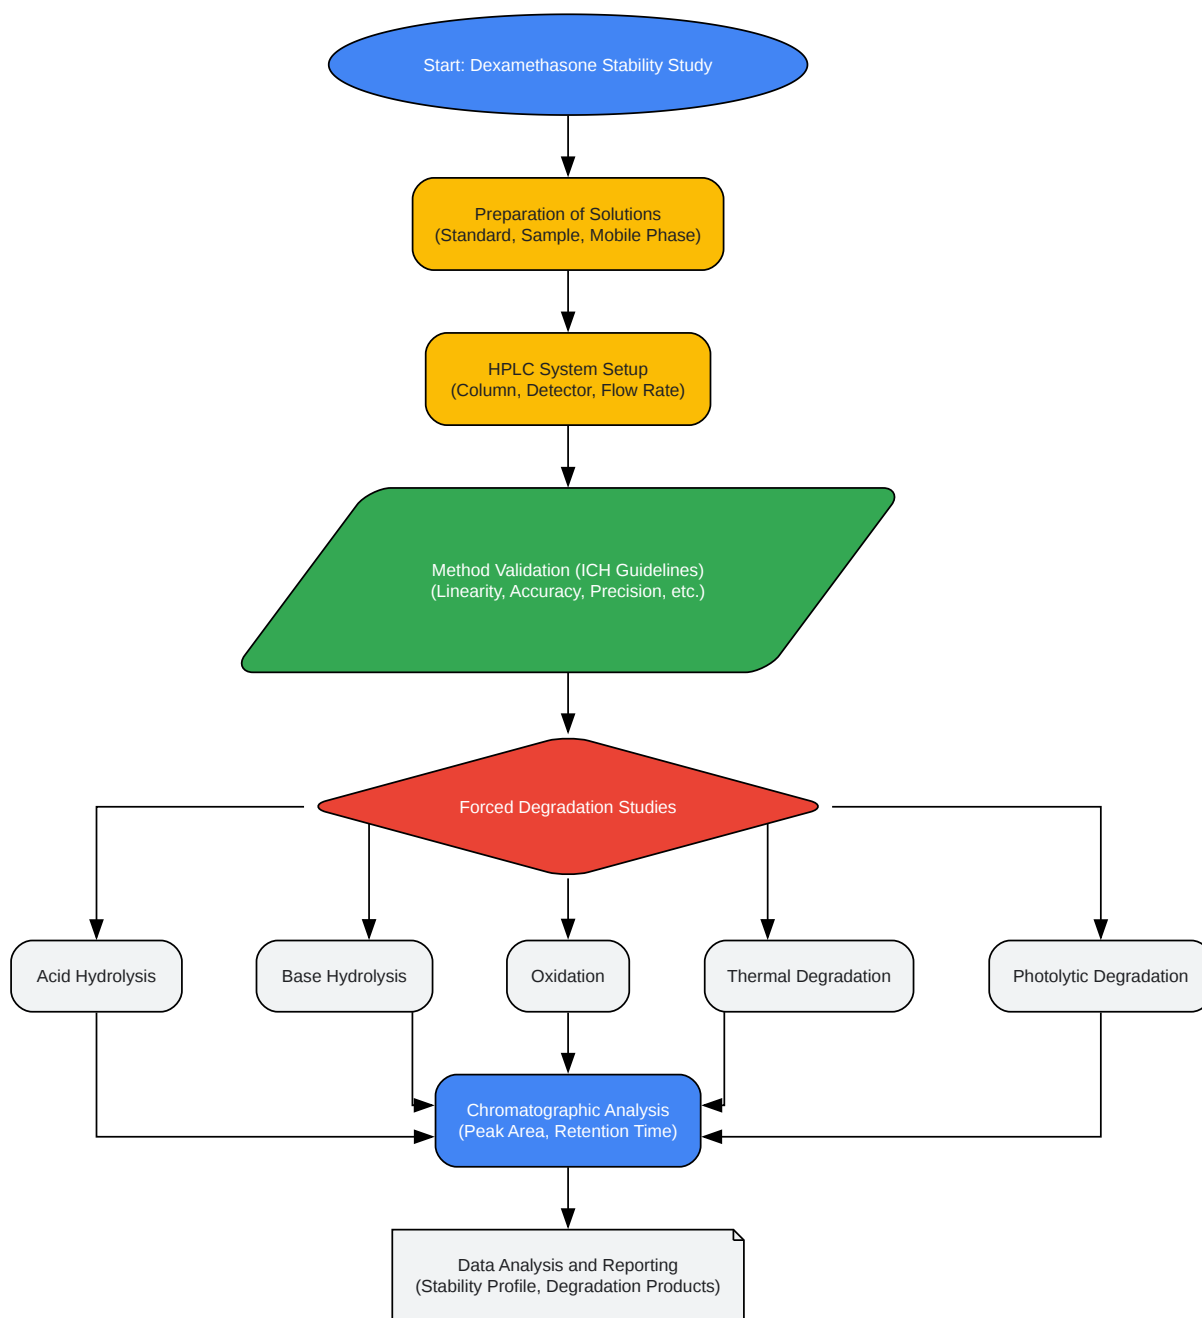 Start: Dexamethasone Stability Study
Preparation of Solutions
(Standard, Sample, Mobile Phase)
HPLC System Setup
(Column, Detector, Flow Rate)
Method Validation (ICH Guidelines)
(Linearity, Accuracy, Precision, etc.)
Forced Degradation Studies
Acid Hydrolysis
Base Hydrolysis
Oxidation
Thermal Degradation
Photolytic Degradation
Chromatographic Analysis
(Peak Area, Retention Time)
Data Analysis and Reporting
(Stability Profile, Degradation Products)